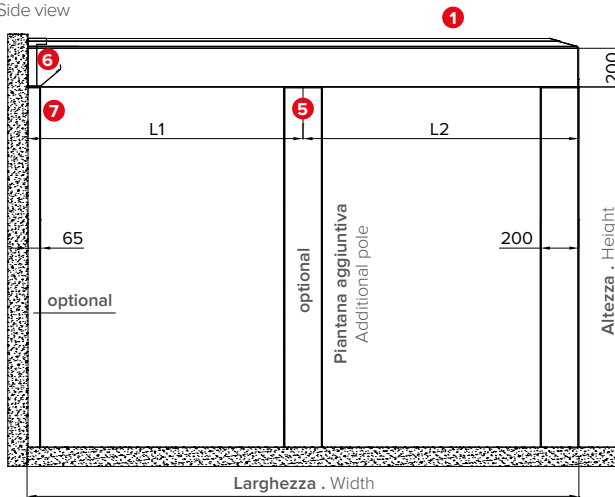 Side view
1
6
200
7
5
L1
L2
65
200
optional
optional
Piantana aggiuntiva
Additional pole
Altezza . Height
Larghezza . Width